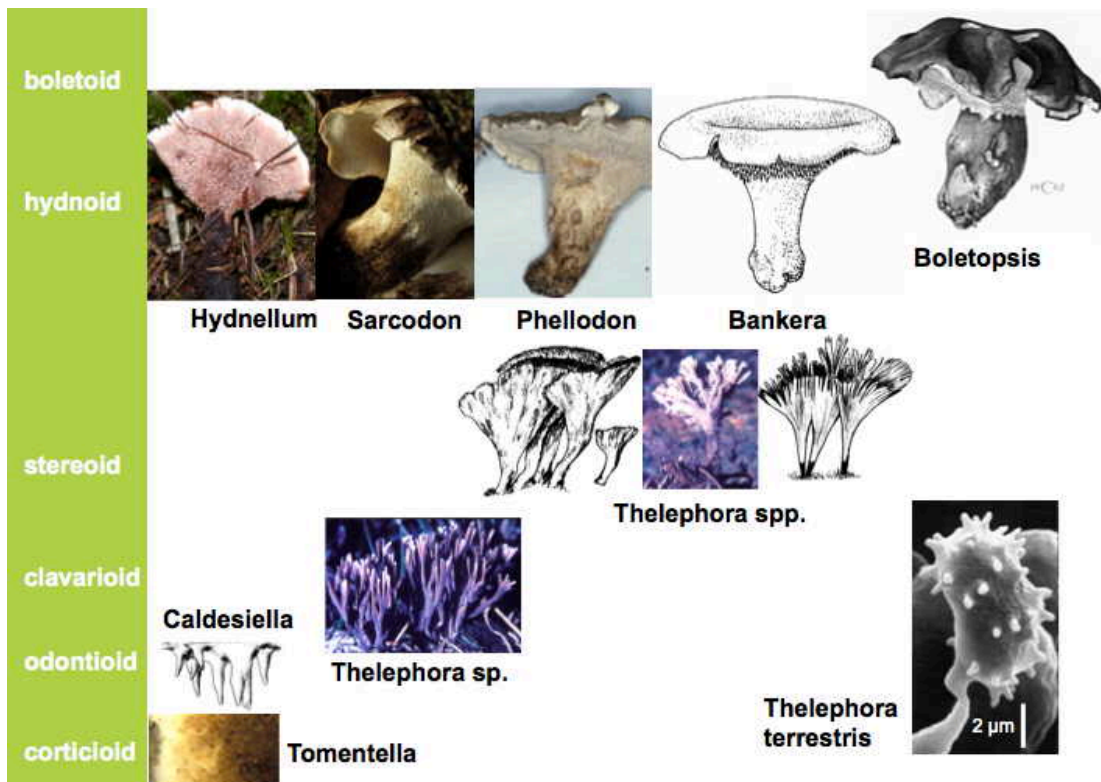 boletoid
hydnoid
Boletopsis
Hydnellum
Sarcodon
Phellodon
Bankera
stereoid
Thelephora spp.
clavarioid
Caldesiella
odontioid
Thelephora sp.
Thelephora
terrestris
2 µm
corticioid
Tomentella